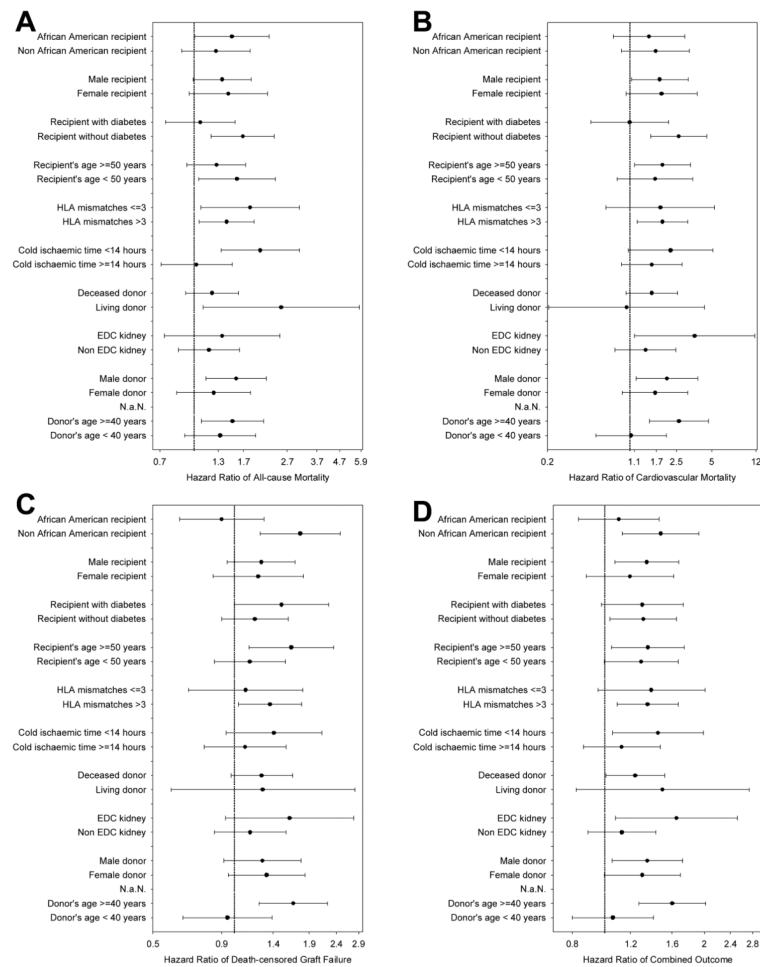 A
African American recipient
Non African American recipient
Male recipient
Female recipient
Recipient with diabetes
Recipient without diabetes
Recipient's age >=50 years
Recipient's age < 50 years
HLA mismatches <=3
HLA mismatches >3
Cold ischaemic time <14 hours
Cold ischaemic time >=14 hours
Deceased donor
Living donor
EDC kidney
Non EDC kidney
Male donor
Female donor
N.a.N.
Donor's age >=40 years
Donor's age < 40 years
0.7 1.3 1.7 2.7 3.7 4.7 5.9
Hazard Ratio of All-cause Mortality
B
African American recipient
Non African American recipient
Male recipient
Female recipient
Recipient with diabetes
Recipient without diabetes
Recipient's age >=50 years
Recipient's age < 50 years
HLA mismatches <=3
HLA mismatches >3
Cold ischaemic time <14 hours
Cold ischaemic time >=14 hours
Deceased donor
Living donor
EDC kidney
Non EDC kidney
Male donor
Female donor
N.a.N.
Donor's age >=40 years
Donor's age < 40 years
0.2 1.1 1.7 2.5 5 12
Hazard Ratio of Cardiovascular Mortality
C
African American recipient
Non African American recipient
Male recipient
Female recipient
Recipient with diabetes
Recipient without diabetes
Recipient's age >=50 years
Recipient's age < 50 years
HLA mismatches <=3
HLA mismatches >3
Cold ischaemic time <14 hours
Cold ischaemic time >=14 hours
Deceased donor
Living donor
EDC kidney
Non EDC kidney
Male donor
Female donor
N.a.N.
Donor's age >=40 years
Donor's age < 40 years
0.5 0.9 1.4 1.9 2.4 2.9
Hazard Ratio of Death-censored Graft Failure
D
African American recipient
Non African American recipient
Male recipient
Female recipient
Recipient with diabetes
Recipient without diabetes
Recipient's age >=50 years
Recipient's age < 50 years
HLA mismatches <=3
HLA mismatches >3
Cold ischaemic time <14 hours
Cold ischaemic time >=14 hours
Deceased donor
Living donor
EDC kidney
Non EDC kidney
Male donor
Female donor
N.a.N.
Donor's age >=40 years
Donor's age < 40 years
0.8 1.2 1.6 2 2.4 2.8
Hazard Ratio of Combined Outcome